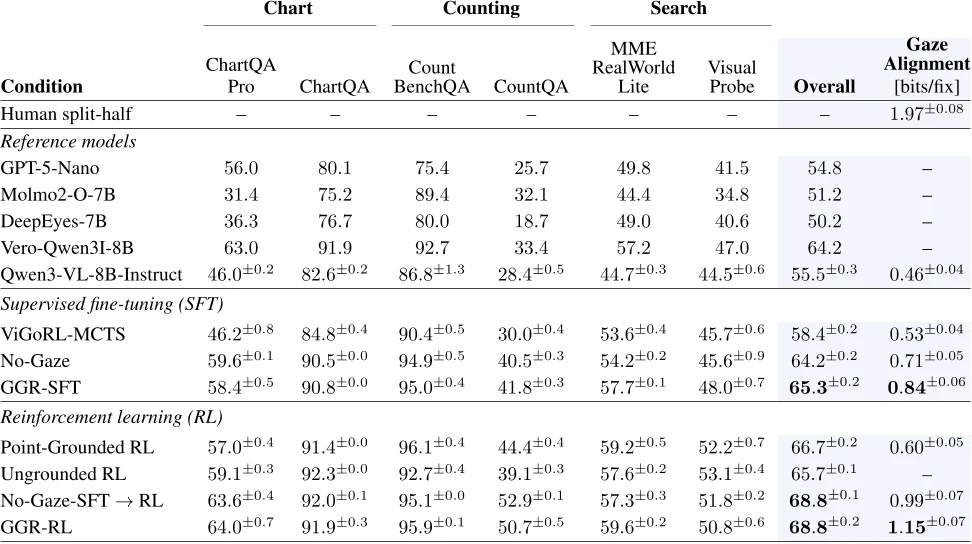 Chart Counting Search
Condition ChartQA Pro ChartQA Count BenchQA CountQA MME RealWorld Lite Visual Probe Overall Gaze Alignment [bits/fix]
Human split-half – – – – – – – 1.97±0.08
Reference models
GPT-5-Nano 56.0 80.1 75.4 25.7 49.8 41.5 54.8 –
Molmo2-O-7B 31.4 75.2 89.4 32.1 44.4 34.8 51.2 –
DeepEyes-7B 36.3 76.7 80.0 18.7 49.0 40.6 50.2 –
Vero-Qwen3I-8B 63.0 91.9 92.7 33.4 57.2 47.0 64.2 –
Qwen3-VL-8B-Instruct 46.0±0.2 82.6±0.2 86.8±1.3 28.4±0.5 44.7±0.3 44.5±0.6 55.5±0.3 0.46±0.04
Supervised fine-tuning (SFT)
ViGoRL-MCTS 46.2±0.8 84.8±0.4 90.4±0.5 30.0±0.4 53.6±0.4 45.7±0.6 58.4±0.2 0.53±0.04
No-Gaze 59.6±0.1 90.5±0.0 94.9±0.5 40.5±0.3 54.2±0.2 45.6±0.9 64.2±0.2 0.71±0.05
GGR-SFT 58.4±0.5 90.8±0.0 95.0±0.4 41.8±0.3 57.7±0.1 48.0±0.7 65.3±0.2 0.84±0.06
Reinforcement learning (RL)
Point-Grounded RL 57.0±0.4 91.4±0.0 96.1±0.4 44.4±0.4 59.2±0.5 52.2±0.7 66.7±0.2 0.60±0.05
Ungrounded RL 59.1±0.3 92.3±0.0 92.7±0.4 39.1±0.3 57.6±0.2 53.1±0.4 65.7±0.1 –
No-Gaze-SFT → RL 63.6±0.4 92.0±0.1 95.1±0.0 52.9±0.1 57.3±0.3 51.8±0.2 68.8±0.1 0.99±0.07
GGR-RL 64.0±0.7 91.9±0.3 95.9±0.1 50.7±0.5 59.6±0.2 50.8±0.6 68.8±0.2 1.15±0.07